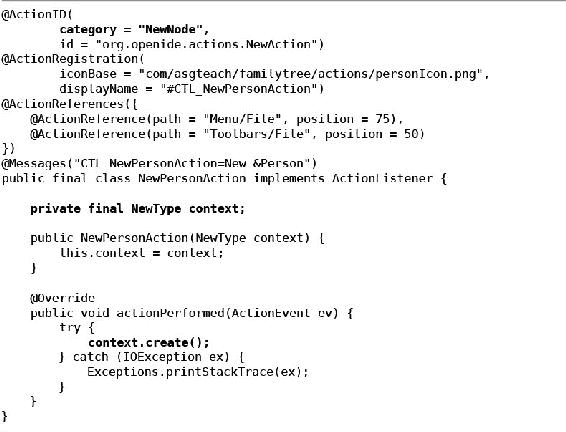 @ActionID(
        category = "NewNode",
        id = "org.openide.actions.NewAction")
@ActionRegistration(
        iconBase = "com/asgteach/familytree/actions/personIcon.png",
        displayName = "#CTL_NewPersonAction")
@ActionReferences({
    @ActionReference(path = "Menu/File", position = 75),
    @ActionReference(path = "Toolbars/File", position = 50)
})
@Messages("CTL_NewPersonAction=New &Person")
public final class NewPersonAction implements ActionListener {

    private final NewType context;

    public NewPersonAction(NewType context) {
        this.context = context;
    }

    @Override
    public void actionPerformed(ActionEvent ev) {
        try {
            context.create();
        } catch (IOException ex) {
            Exceptions.printStackTrace(ex);
        }
    }
}